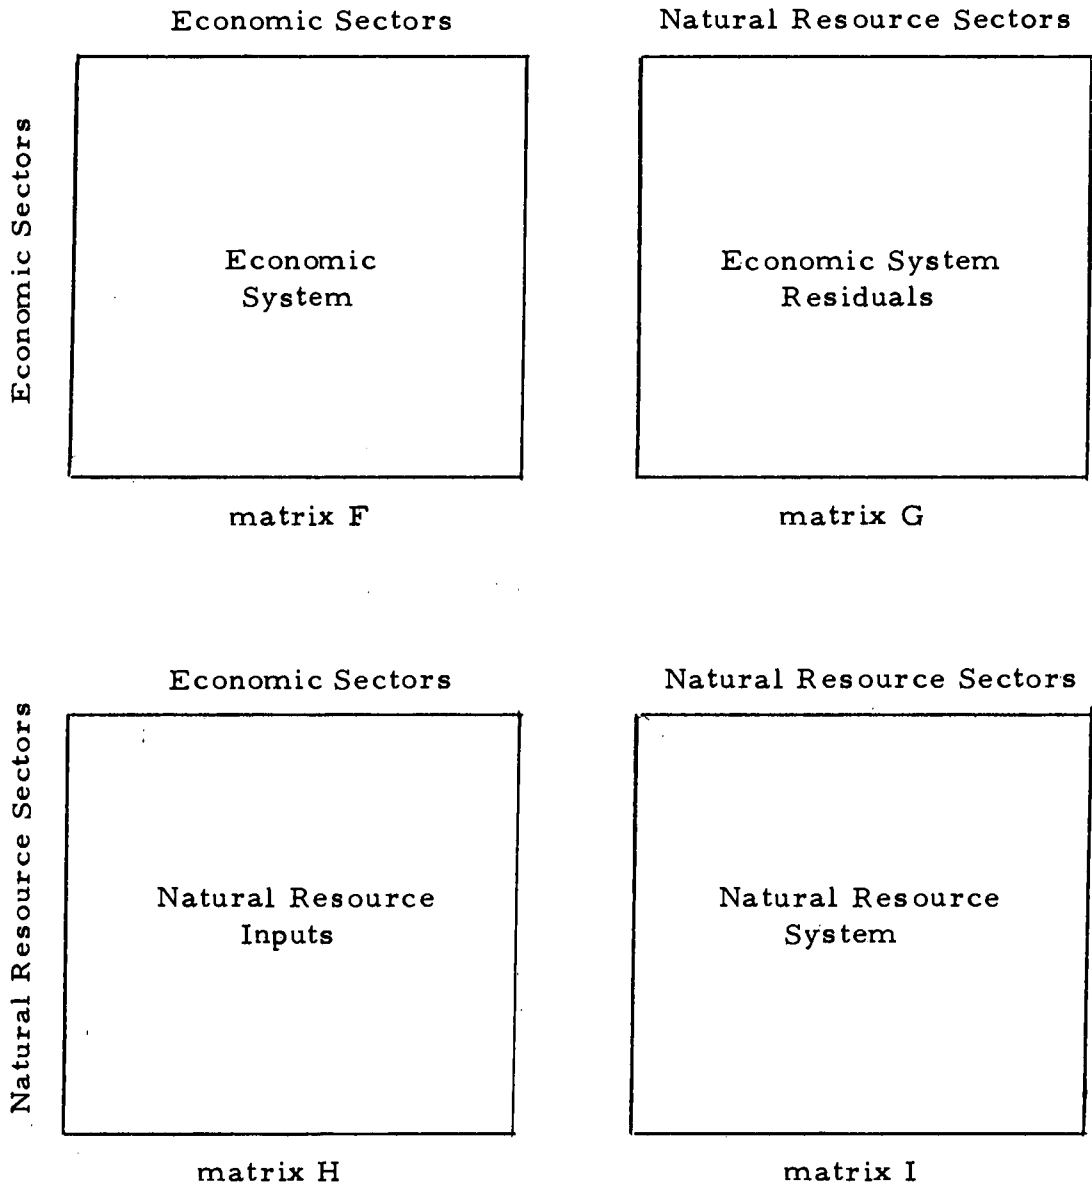 Economic Sectors
Natural Resource Sectors
Economic Sectors
Economic
System
Economic System
Residuals
matrix F
matrix G
Economic Sectors
Natural Resource Sectors
Natural Resource Sectors
Natural Resource
Inputs
Natural Resource
System
matrix H
matrix I